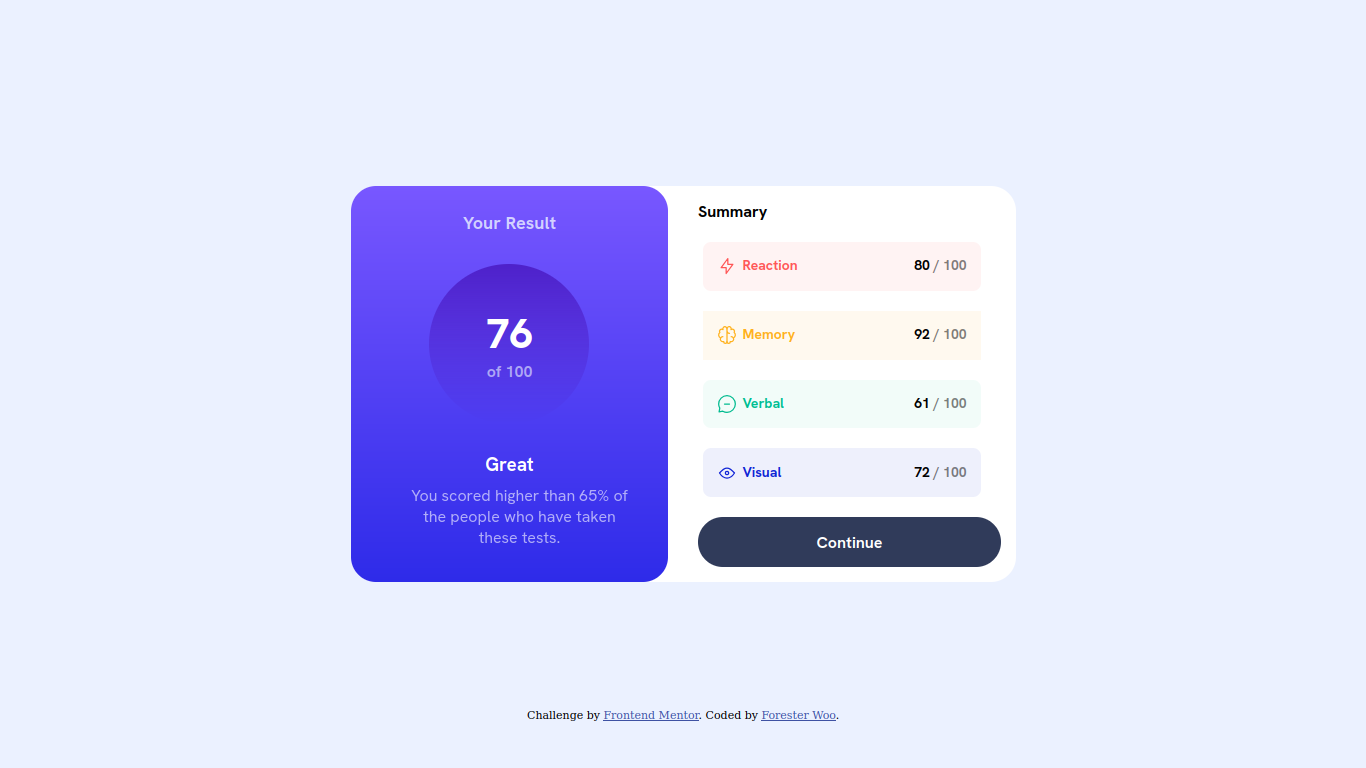 Your Result
76
of 100
Great
You scored higher than 65% of
the people who have taken
these tests.
Summary
Reaction 80 / 100
Memory 92 / 100
Verbal 61 / 100
Visual 72 / 100
Continue
Challenge by Frontend Mentor. Coded by Forester Woo.